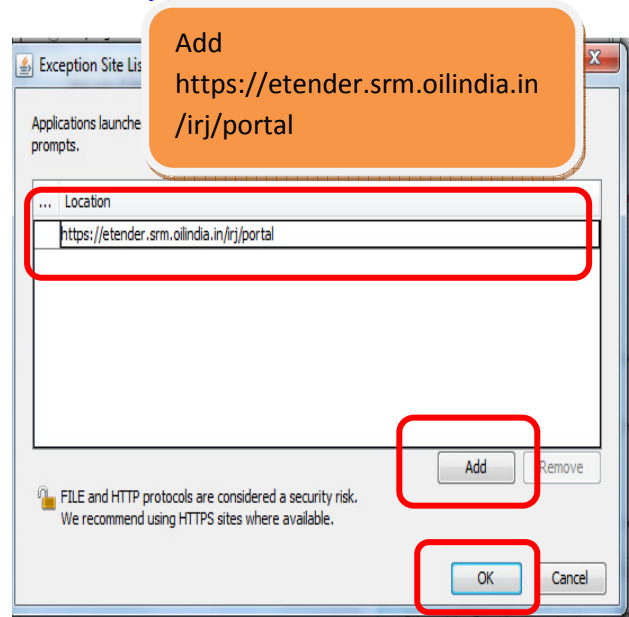 Add
https://etender.srm.oilindia.in
/irj/portal
Exception Site Lis
X
Applications launche
prompts.
... Location
https://etender.srm.oilindia.in/irj/portal
Add Remove
FILE and HTTP protocols are considered a security risk.
We recommend using HTTPS sites where available.
OK Cancel